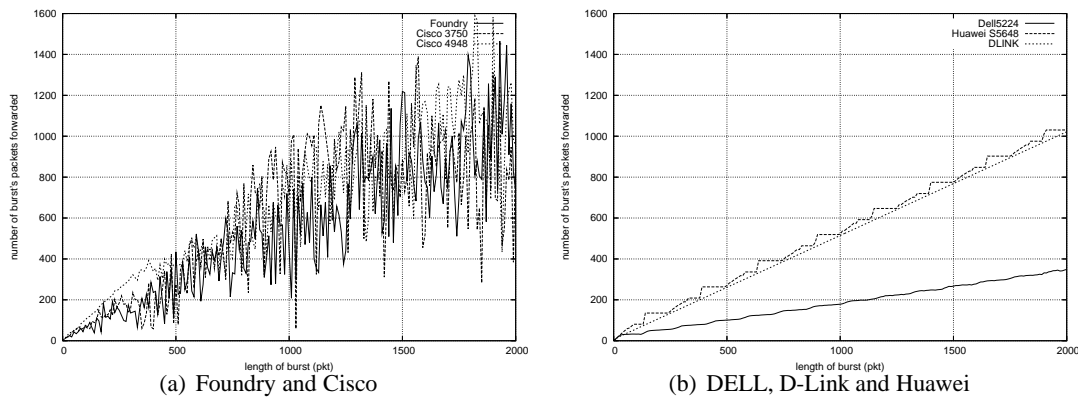 number of burst's packets forwarded
1600
1400
1200
1000
800
600
400
200
0
Foundry
Cisco 3750
Cisco 4948
0 500 1000 1500 2000
length of burst (pkt)
(a) Foundry and Cisco
number of burst's packets forwarded
1600
1400
1200
1000
800
600
400
200
0
Dell5224
Huawei S5648
DLINK
0 500 1000 1500 2000
length of burst (pkt)
(b) DELL, D-Link and Huawei